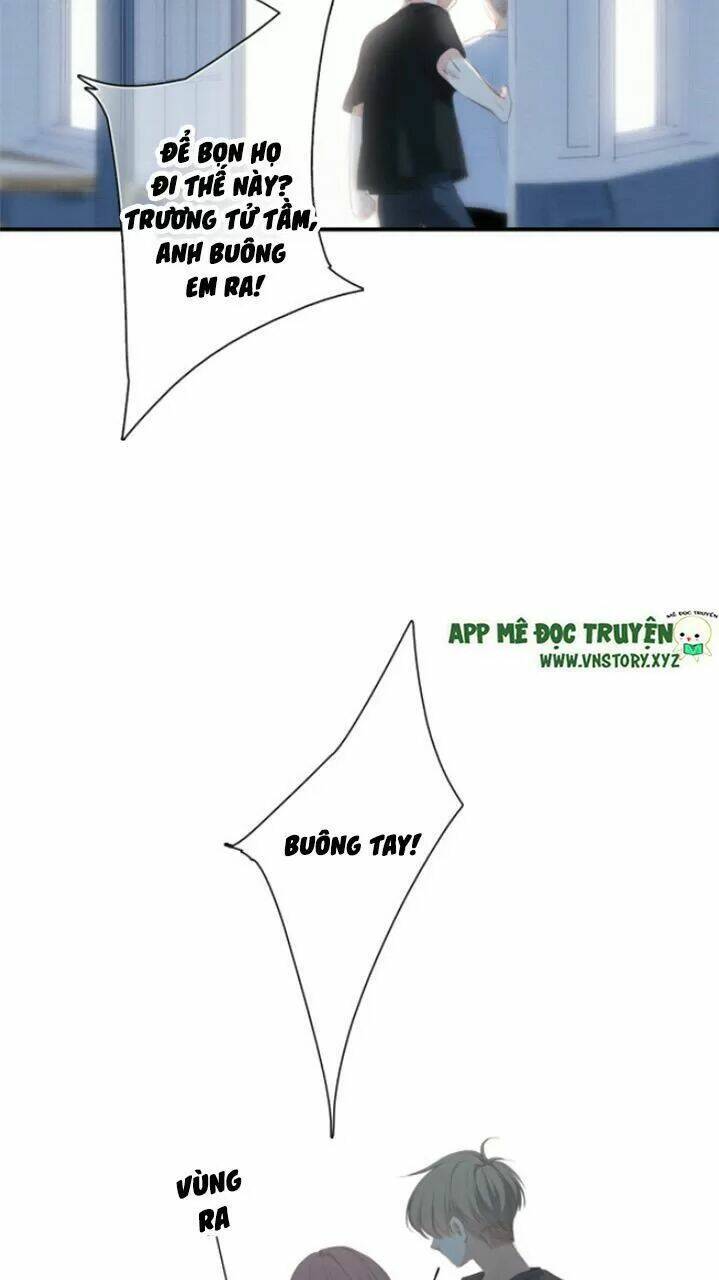 ĐỂ BỌN HỌ
ĐI THẾ NÀY?
TRƯƠNG TỬ TẦM,
ANH BUÔNG
EM RA!
MÊ ĐỌC TRUYỆN
APP MÊ ĐỌC TRUYỆN
WWW.VNSTORY.XYZ
BUÔNG TAY!
VÙNG
RA